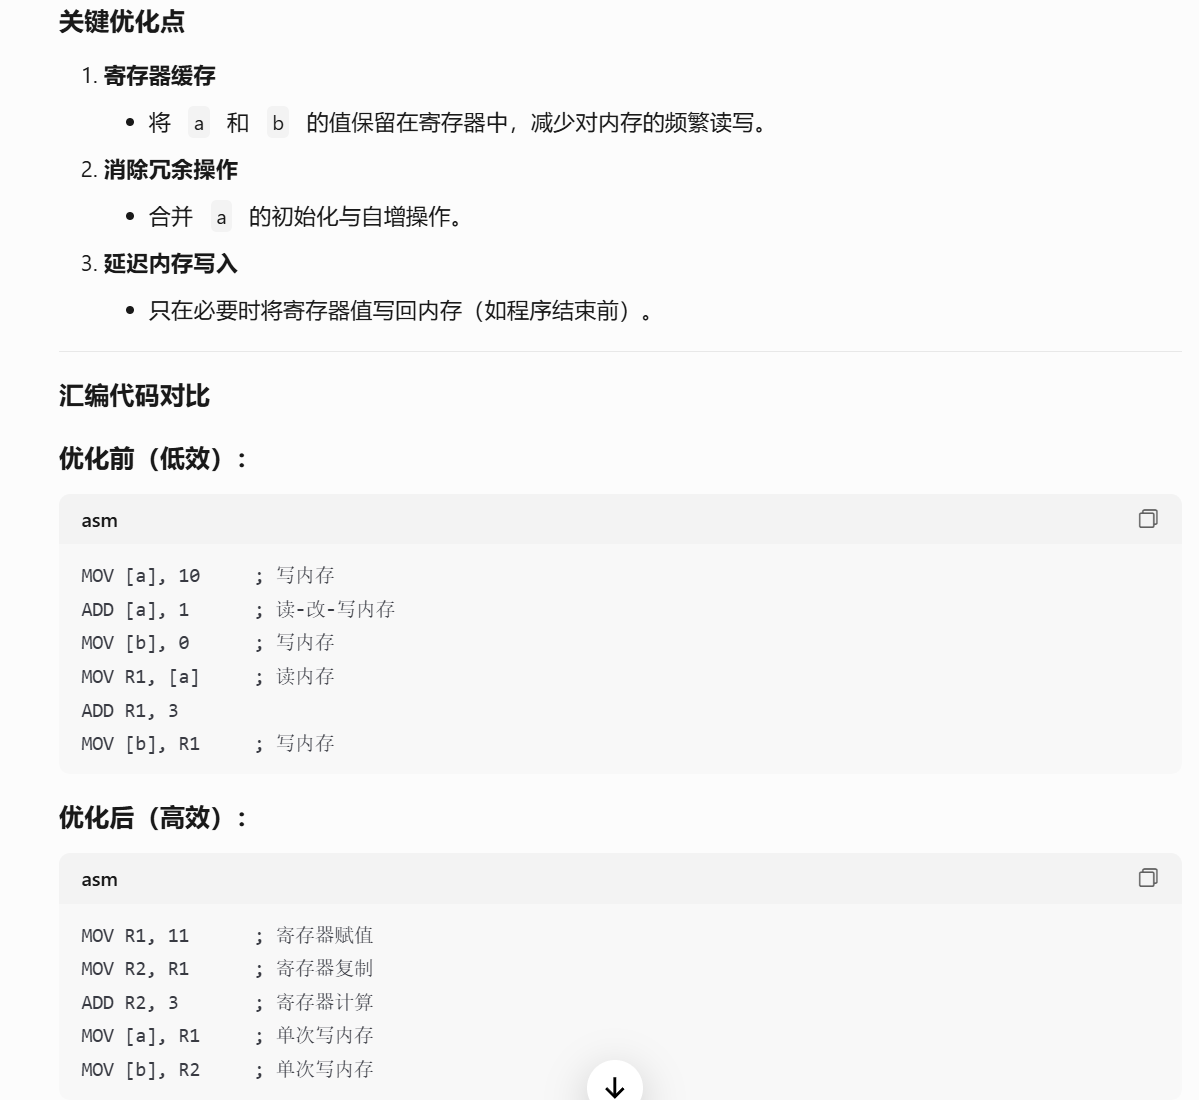 关键优化点
1. 寄存器缓存
• 将 a 和 b 的值保留在寄存器中，减少对内存的频繁读写。
2. 消除冗余操作
• 合并 a 的初始化与自增操作。
3. 延迟内存写入
• 只在必要时将寄存器值写回内存（如程序结束前）。
汇编代码对比
优化前（低效）：
asm
MOV [a], 10     ; 写内存
ADD [a], 1      ; 读-改-写内存
MOV [b], 0      ; 写内存
MOV R1, [a]     ; 读内存
ADD R1, 3
MOV [b], R1     ; 写内存
优化后（高效）：
asm
MOV R1, 11      ; 寄存器赋值
MOV R2, R1      ; 寄存器复制
ADD R2, 3       ; 寄存器计算
MOV [a], R1     ; 单次写内存
MOV [b], R2     ; 单次写内存